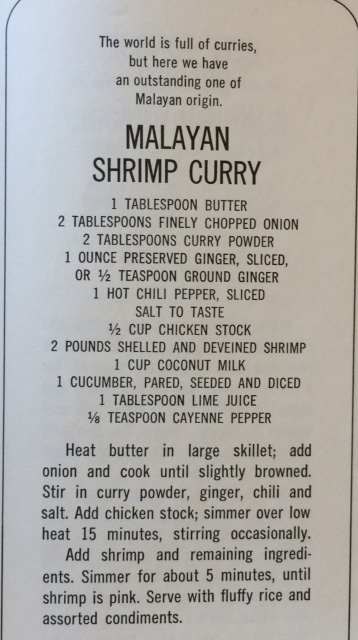 The world is full of curries,
but here we have
an outstanding one of
Malayan origin.
MALAYAN
SHRIMP CURRY
1 TABLESPOON BUTTER
2 TABLESPOONS FINELY CHOPPED ONION
2 TABLESPOONS CURRY POWDER
1 OUNCE PRESERVED GINGER, SLICED,
OR ½ TEASPOON GROUND GINGER
1 HOT CHILI PEPPER, SLICED
SALT TO TASTE
½ CUP CHICKEN STOCK
2 POUNDS SHELLED AND DEVEINED SHRIMP
1 CUP COCONUT MILK
1 CUCUMBER, PARED, SEEDED AND DICED
1 TABLESPOON LIME JUICE
⅛ TEASPOON CAYENNE PEPPER
Heat butter in large skillet; add
onion and cook until slightly browned.
Stir in curry powder, ginger, chili and
salt. Add chicken stock; simmer over low
heat 15 minutes, stirring occasionally.
Add shrimp and remaining ingredi-
ents. Simmer for about 5 minutes, until
shrimp is pink. Serve with fluffy rice and
assorted condiments.